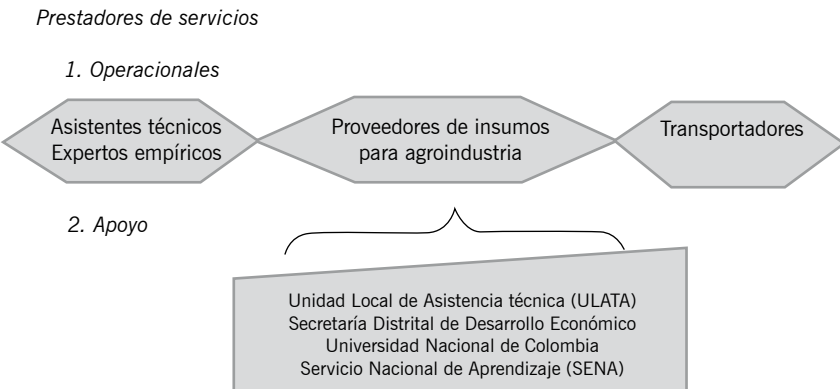 Prestadores de servicios
1. Operacionales
Asistentes técnicos
Expertos empíricos
Proveedores de insumos
para agroindustria
Transportadores
2. Apoyo
Unidad Local de Asistencia técnica (ULATA)
Secretaría Distrital de Desarrollo Económico
Universidad Nacional de Colombia
Servicio Nacional de Aprendizaje (SENA)